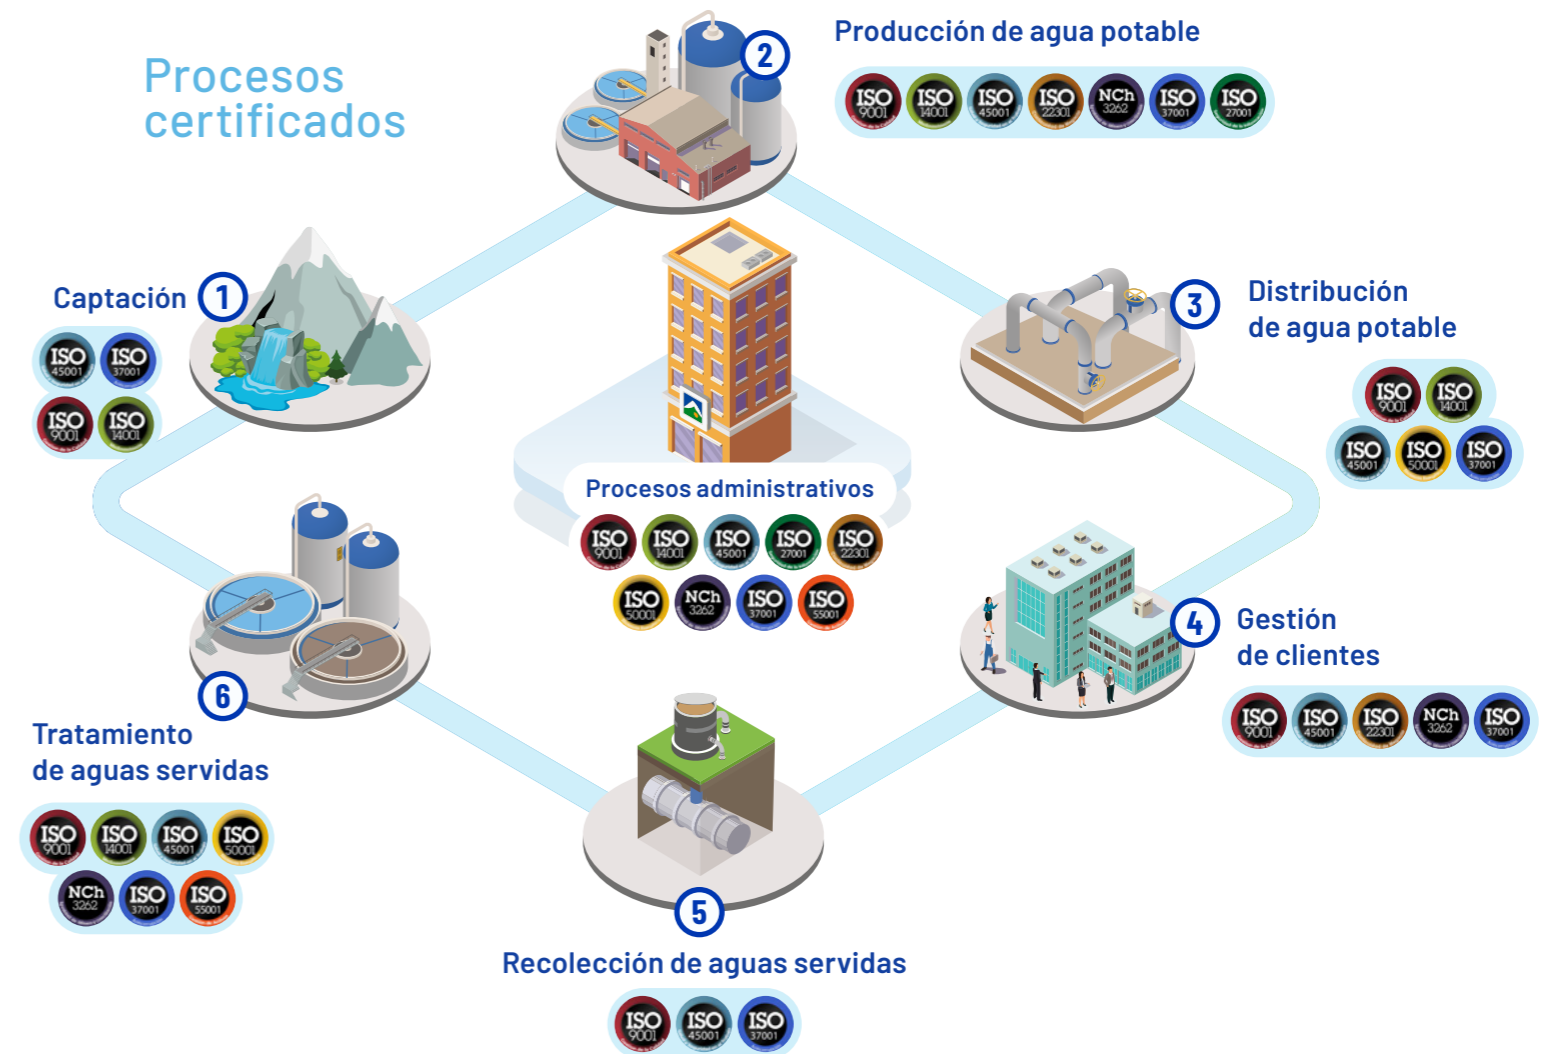 Procesos
certificados
2
Producción de agua potable
ISO 9001
ISO 14001
ISO 45001
ISO 22301
NCh 3262
ISO 37001
ISO 27001
Captación
1
ISO 45001
ISO 37001
ISO 9001
ISO 14001
3
Distribución
de agua potable
ISO 9001
ISO 14001
ISO 45001
ISO 50001
ISO 37001
Procesos administrativos
ISO 9001
ISO 14001
ISO 45001
ISO 27001
ISO 22301
ISO 50001
NCh 3262
ISO 37001
ISO 55001
4
Gestión
de clientes
ISO 9001
ISO 45001
ISO 22301
NCh 3262
ISO 37001
6
Tratamiento
de aguas servidas
ISO 9001
ISO 14001
ISO 45001
ISO 50001
NCh 3262
ISO 37001
ISO 55001
5
Recolección de aguas servidas
ISO 9001
ISO 45001
ISO 37001